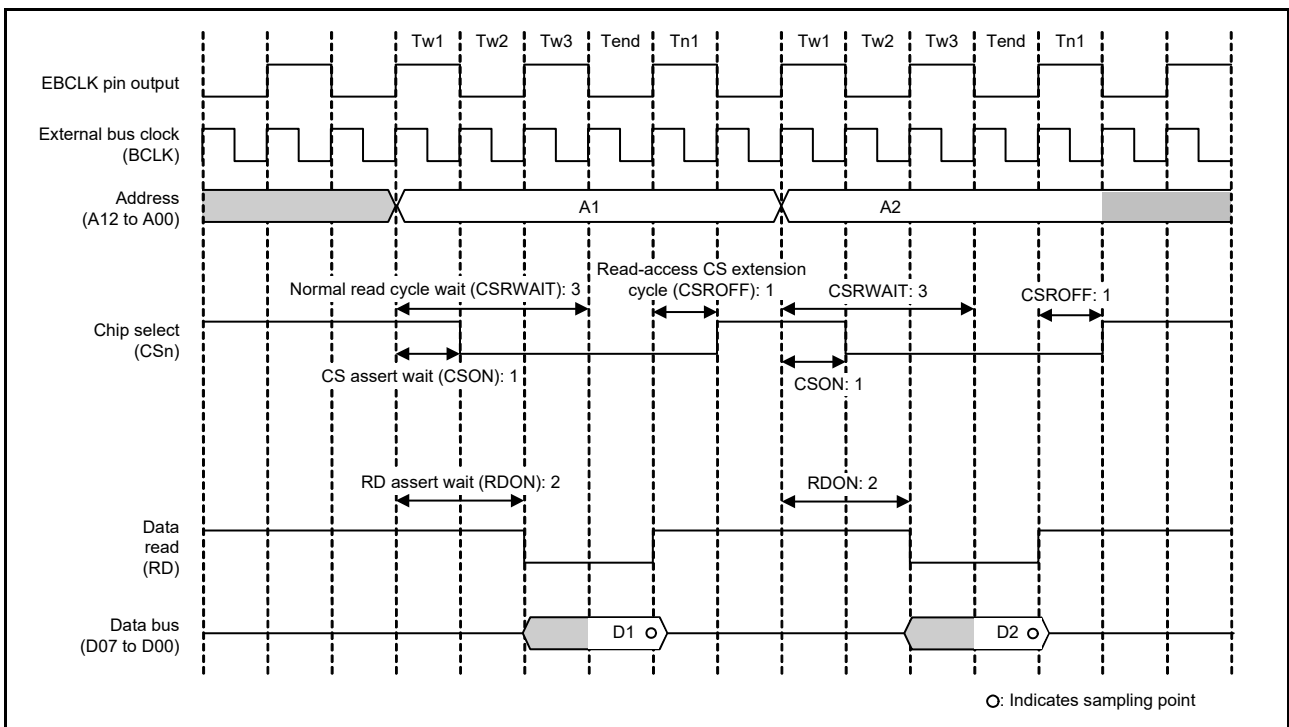 Tw1 Tw2 Tw3 Tend Tn1 Tw1 Tw2 Tw3 Tend Tn1
EBCLK pin output
External bus clock
(BCLK)
Address
(A12 to A00)
A1 A2
Read-access CS extension
cycle (CSROFF): 1
Normal read cycle wait (CSRWAIT): 3
CSRWAIT: 3
CSROFF: 1
Chip select
(CSn)
CS assert wait (CSON): 1
CSON: 1
RD assert wait (RDON): 2
RDON: 2
Data
read
(RD)
Data bus
(D07 to D00)
D1 D2
: Indicates sampling point